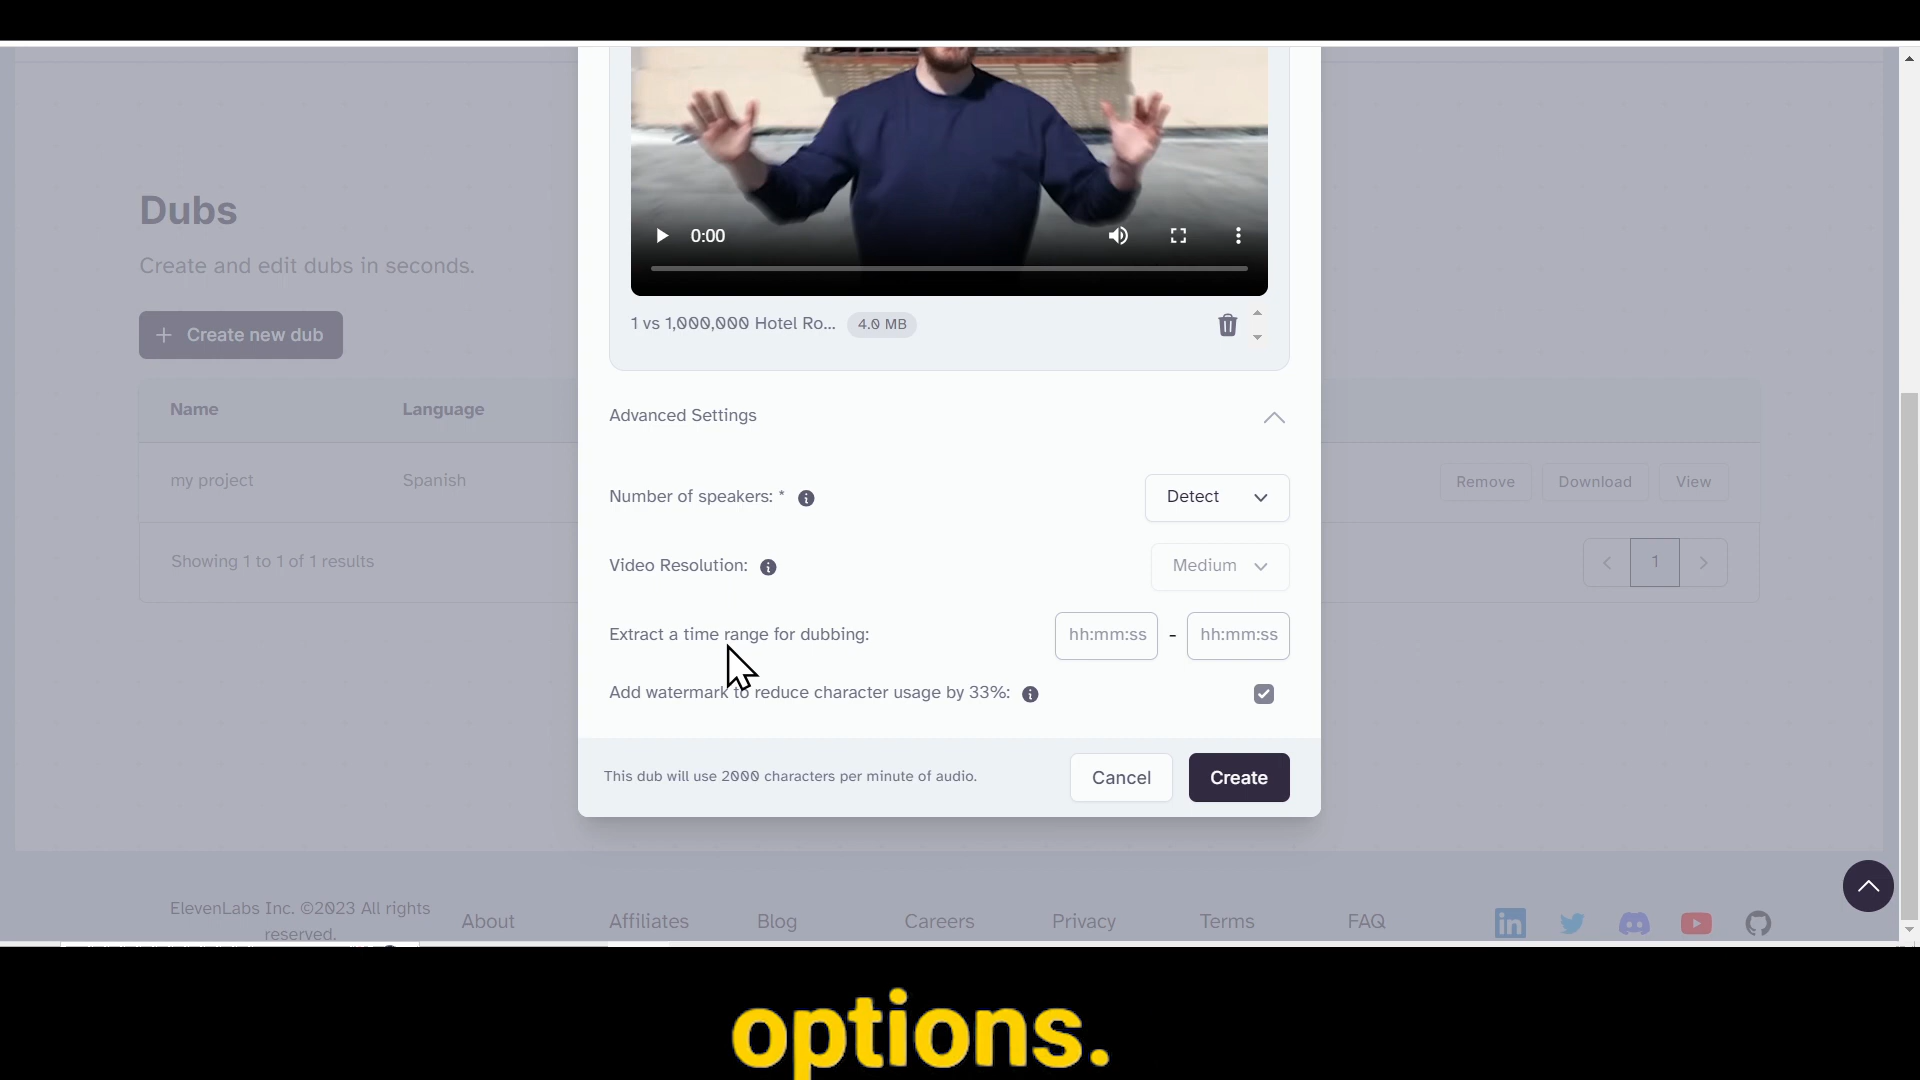 Dubs
Create and edit dubs in seconds.
+ Create new dub
0:00
1 vs 1,000,000 Hotel Ro... 4.0 MB
Advanced Settings
Name Language
my project Spanish
Remove Download View
Showing 1 to 1 of 1 results
1
Number of speakers: * Detect
Video Resolution: Medium
Extract a time range for dubbing: hh:mm:ss - hh:mm:ss
Add watermark to reduce character usage by 33%:
This dub will use 2000 characters per minute of audio.
Cancel Create
ElevenLabs Inc. ©2023 All rights
reserved.
About Affiliates Blog Careers Privacy Terms FAQ
options.